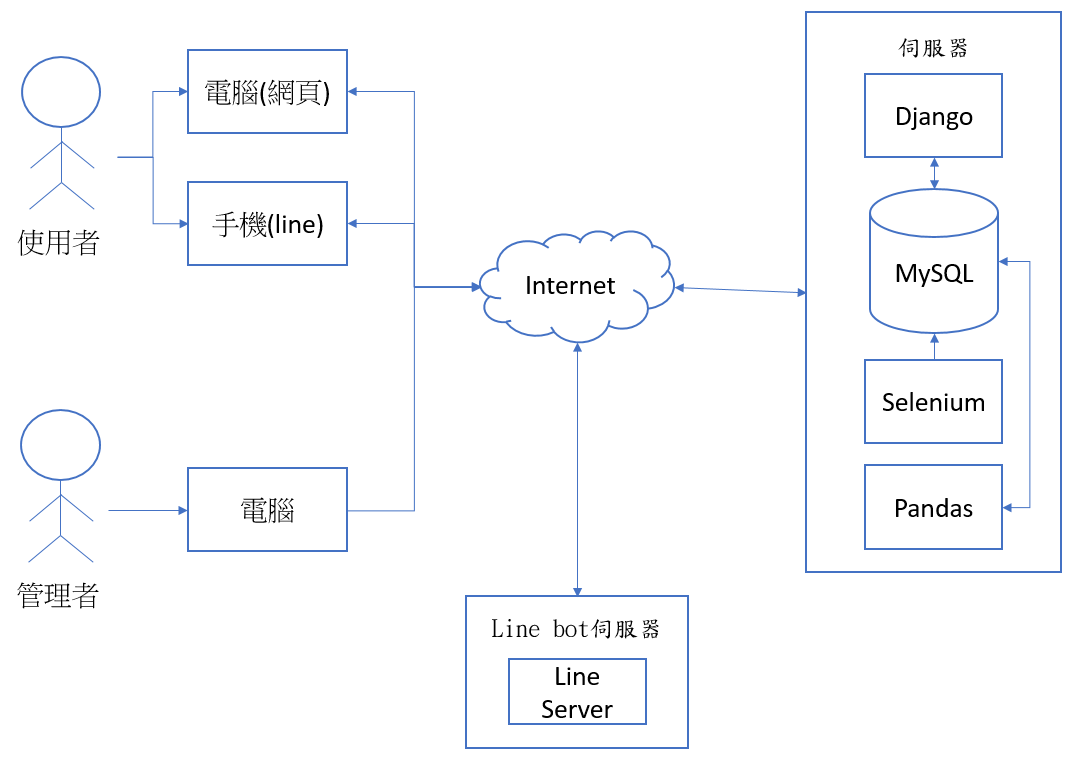 使用者
電腦(網頁)
手機(line)
管理者
電腦
Internet
Line bot伺服器
Line
Server
伺服器
Django
MySQL
Selenium
Pandas